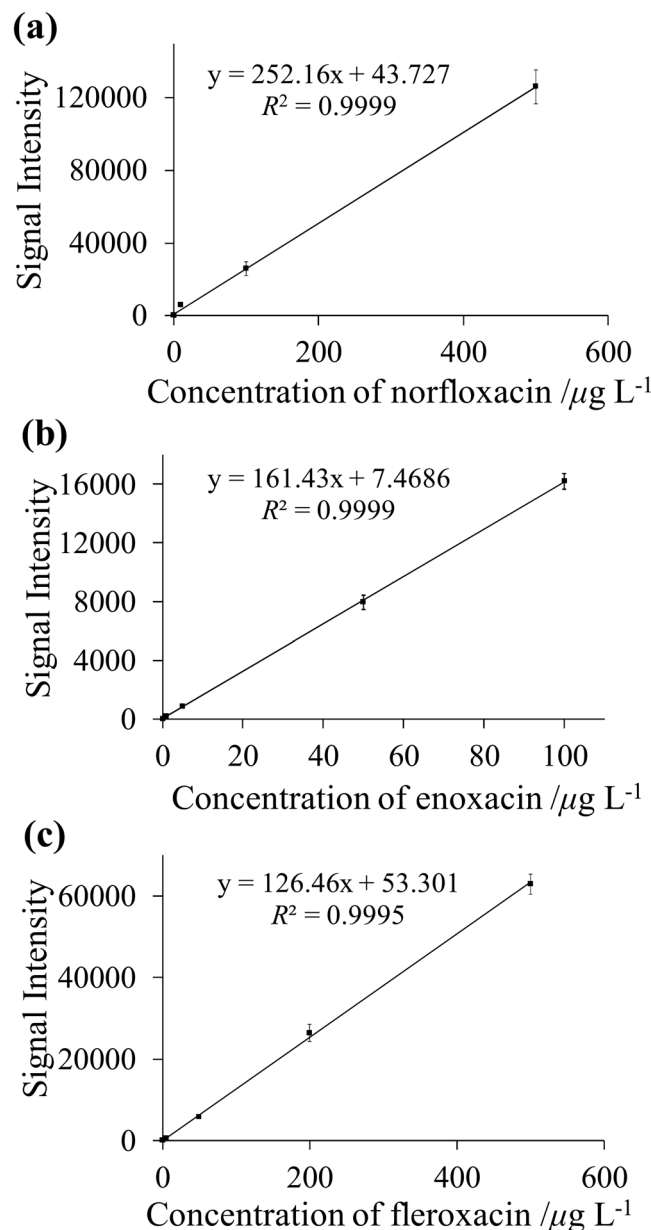 (a)
y = 252.16x + 43.727
R² = 0.9999
Signal Intensity
120000
80000
40000
0
0 200 400 600
Concentration of norfloxacin /μg L⁻¹
(b)
y = 161.43x + 7.4686
R² = 0.9999
Signal Intensity
16000
12000
8000
4000
0
0 20 40 60 80 100
Concentration of enoxacin /μg L⁻¹
(c)
y = 126.46x + 53.301
R² = 0.9995
Signal Intensity
60000
40000
20000
0
0 200 400 600
Concentration of fleroxacin /μg L⁻¹